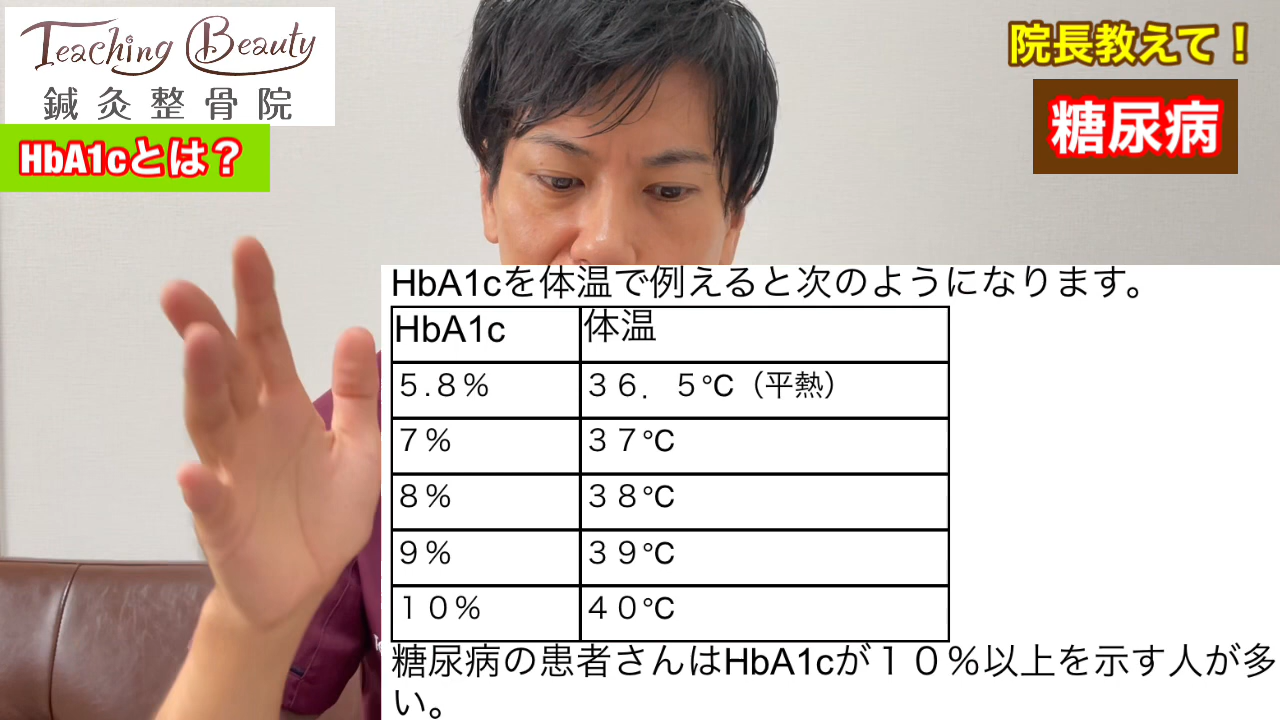 Teaching Beauty
鍼灸整骨院
HbA1cとは？
院長教えて！
糖尿病
HbA1cを体温で例えると次のようになります。
HbA1c 体温
５.８％ ３６．５℃（平熱）
７％ ３７℃
８％ ３８℃
９％ ３９℃
１０％ ４０℃
糖尿病の患者さんはHbA1cが１０％以上を示す人が多
い。